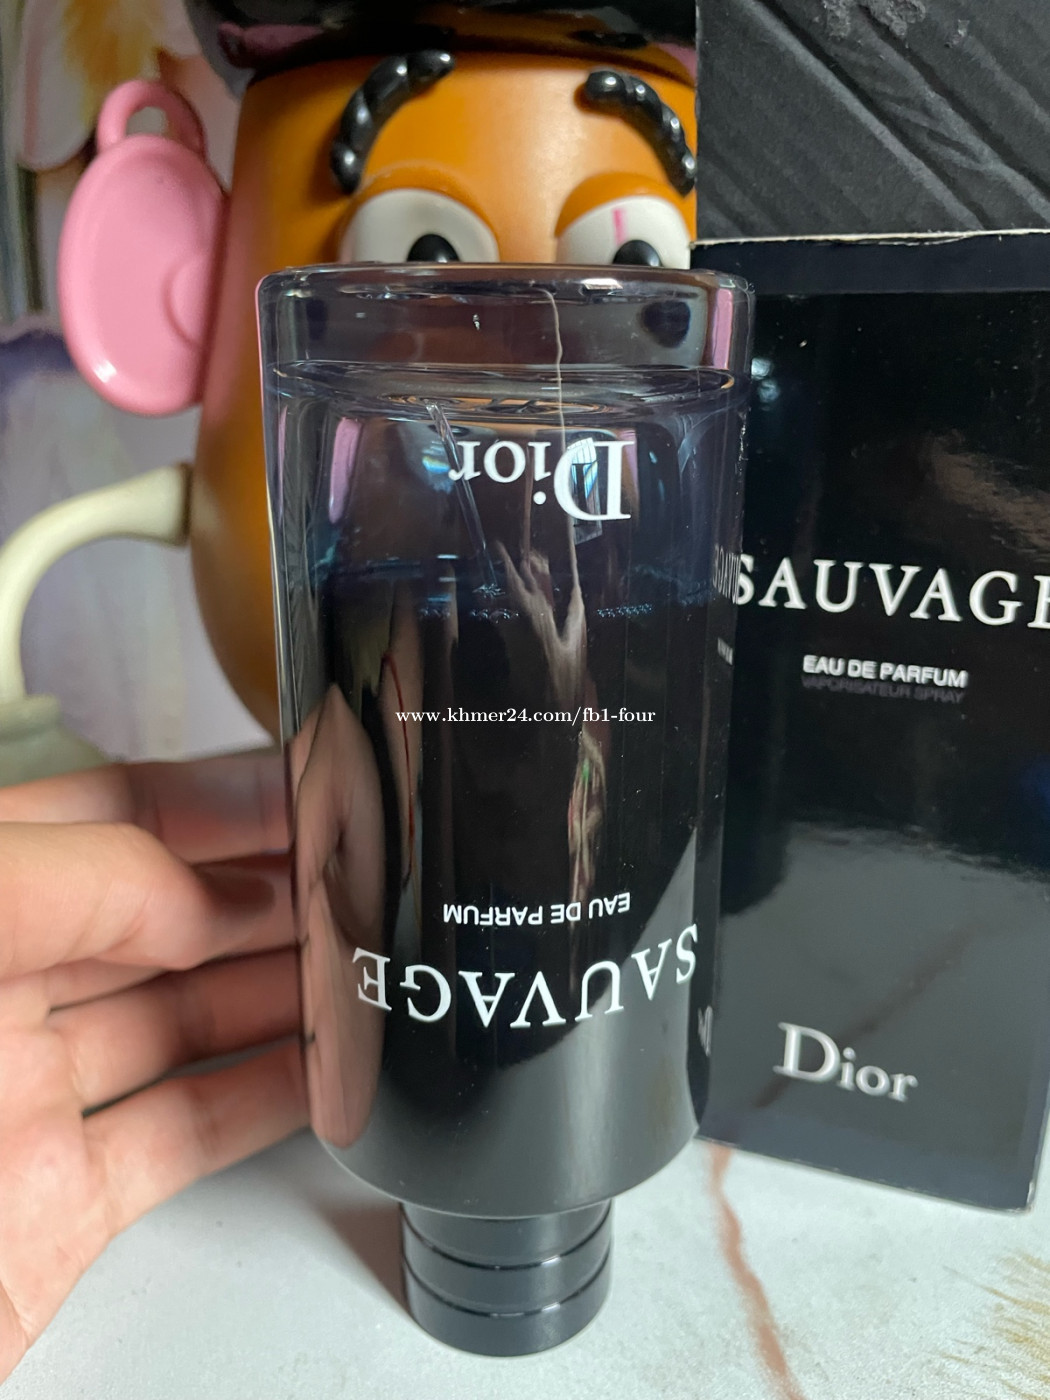 Dior
SAUVAGE
EAU DE PARFUM
VAPORISATEUR SPRAY
www.khmer24.com/fb1-four
EAU DE PARFUM
SAUVAGE
Dior